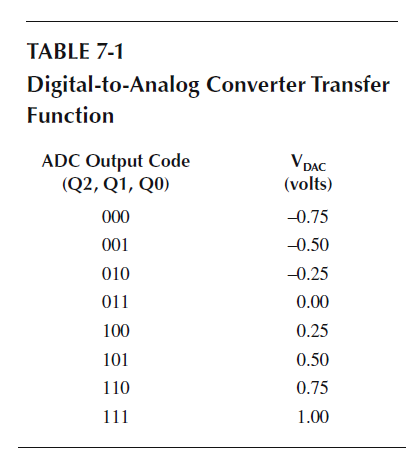 TABLE 7-1
Digital-to-Analog Converter Transfer
Function
ADC Output Code VDAC
(Q2, Q1, Q0) (volts)
000 –0.75
001 –0.50
010 –0.25
011 0.00
100 0.25
101 0.50
110 0.75
111 1.00